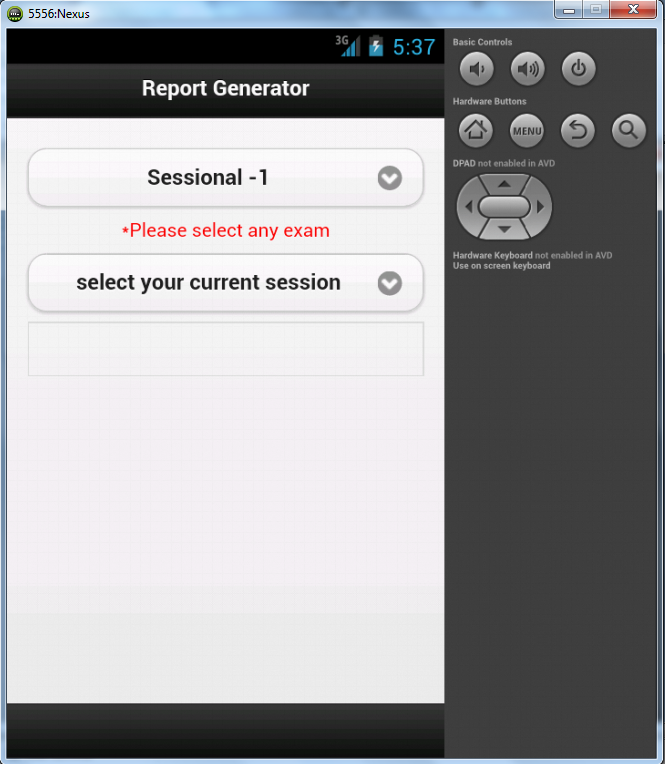 5556:Nexus
3G 5:37
Report Generator
Sessional -1
*Please select any exam
select your current session
Basic Controls
Hardware Buttons
MENU
DPAD not enabled in AVD
Hardware Keyboard not enabled in AVD
Use on screen keyboard